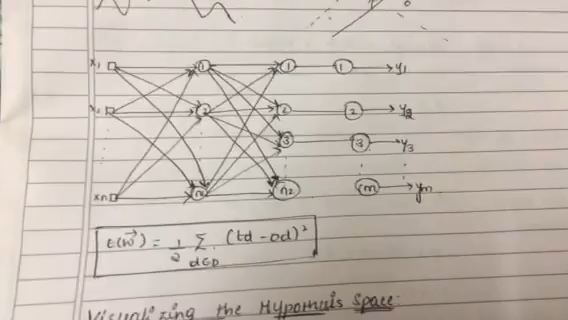 x1 1 1 1 y1
x2 2 2 2 y2
3 3 y3
xn n1 n2 m ym
E(w⃗) = 1/2 Σ d∈D (td - od)²
Visualizing the Hypothesis Space: